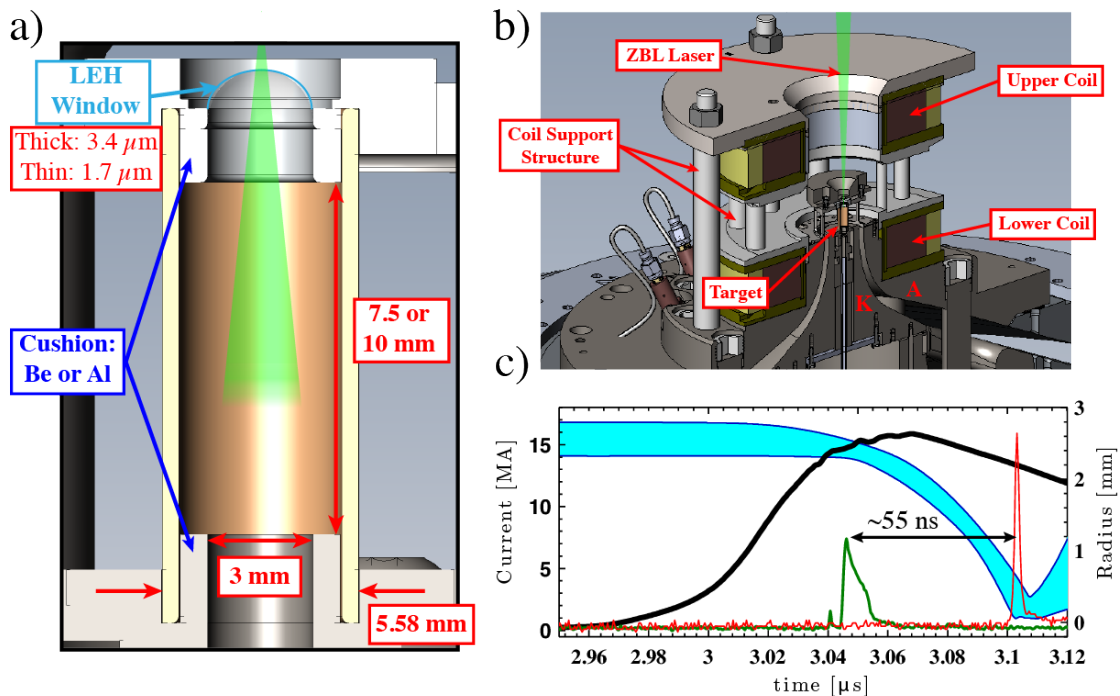 a)
LEH
Window
Thick: 3.4 μm
Thin: 1.7 μm
Cushion:
Be or Al
7.5 or
10 mm
3 mm
5.58 mm
b)
ZBL Laser
Upper Coil
Coil Support
Structure
Lower Coil
Target
K
A
c)
Current [MA]
15
10
5
0
3
2
1
0
Radius [mm]
~55 ns
2.96
2.98
3
3.02
3.04
3.06
3.08
3.1
3.12
time [μs]